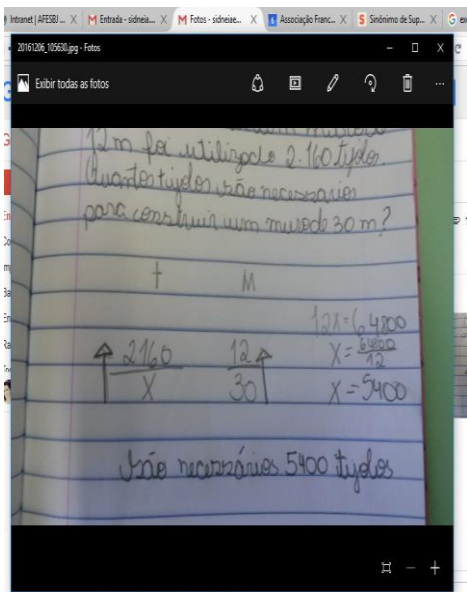 Intranet | AFESBJ ... Entrada - sidneia... Fotos - sidneiae... Associação Franc... Sinônimo de Sup...
20161206_105630.jpg - Fotos
Exibir todas as fotos
12 m foi utilizado 2.160 tijolos.
Quantos tijolos são necessários
para construir um muro de 30 m?
t M
12X = 64800
2160 12
X 30
X = 64800
12
X = 5400
São necessários 5400 tijolos